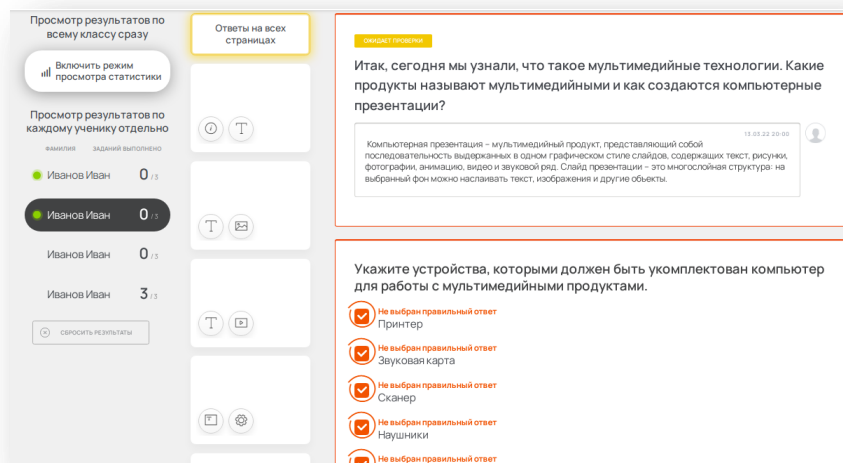 Просмотр результатов по
всему классу сразу
Включить режим
просмотра статистики
Просмотр результатов по
каждому ученику отдельно
ФАМИЛИЯ ЗАДАНИЙ ВЫПОЛНЕНО
Иванов Иван 0 / 3
Иванов Иван 0 / 3
Иванов Иван 0 / 3
Иванов Иван 3 / 3
СБРОСИТЬ РЕЗУЛЬТАТЫ
Ответы на всех
страницах
ОЖИДАЕТ ПРОВЕРКИ
Итак, сегодня мы узнали, что такое мультимедийные технологии. Какие
продукты называют мультимедийными и как создаются компьютерные
презентации?
13.03.22 20:00
Компьютерная презентация – мультимедийный продукт, представляющий собой
последовательность выдержанных в одном графическом стиле слайдов, содержащих текст, рисунки,
фотографии, анимацию, видео и звуковой ряд. Слайд презентации – это многослойная структура: на
выбранный фон можно наслаивать текст, изображения и другие объекты.
Укажите устройства, которыми должен быть укомплектован компьютер
для работы с мультимедийными продуктами.
Не выбран правильный ответ
Принтер
Не выбран правильный ответ
Звуковая карта
Не выбран правильный ответ
Сканер
Не выбран правильный ответ
Наушники
Не выбран правильный ответ